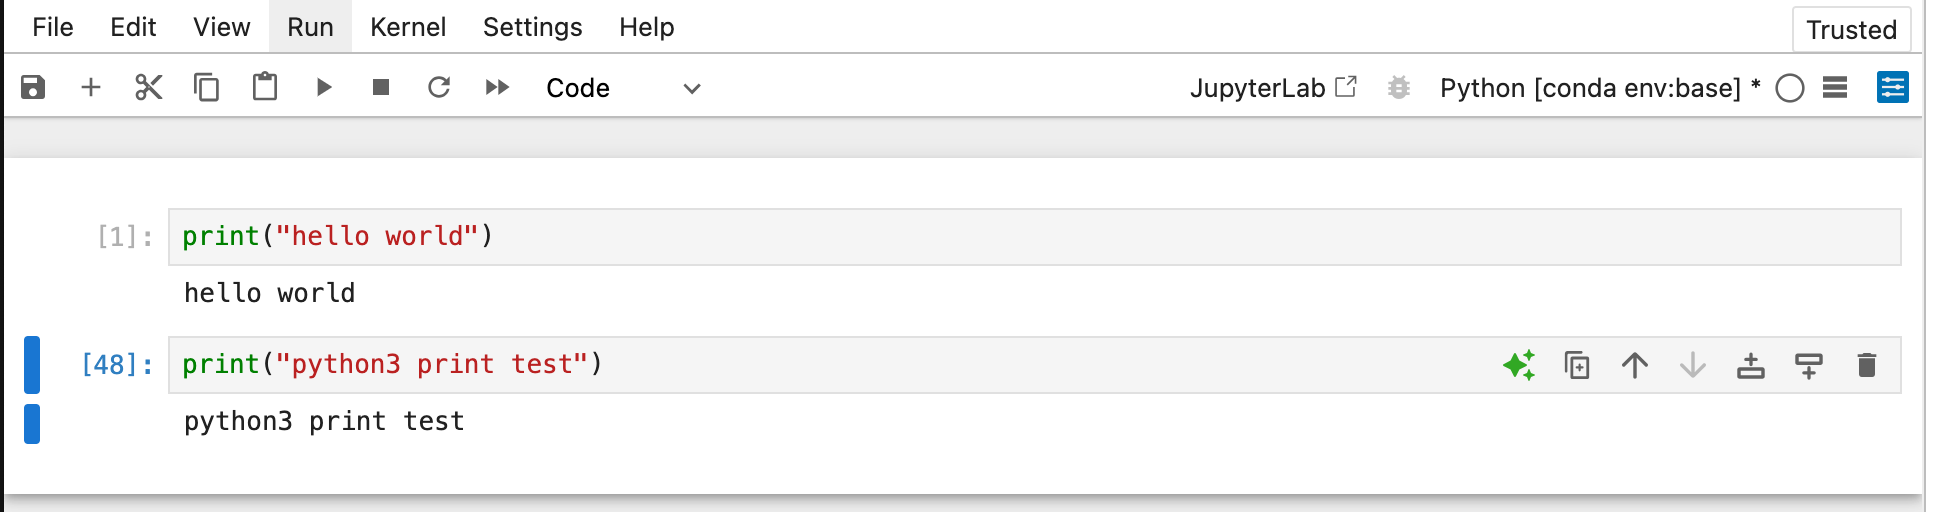 File Edit View Run Kernel Settings Help Trusted
Code JupyterLab Python [conda env:base] *
[1]: print("hello world")
hello world
[48]: print("python3 print test")
python3 print test